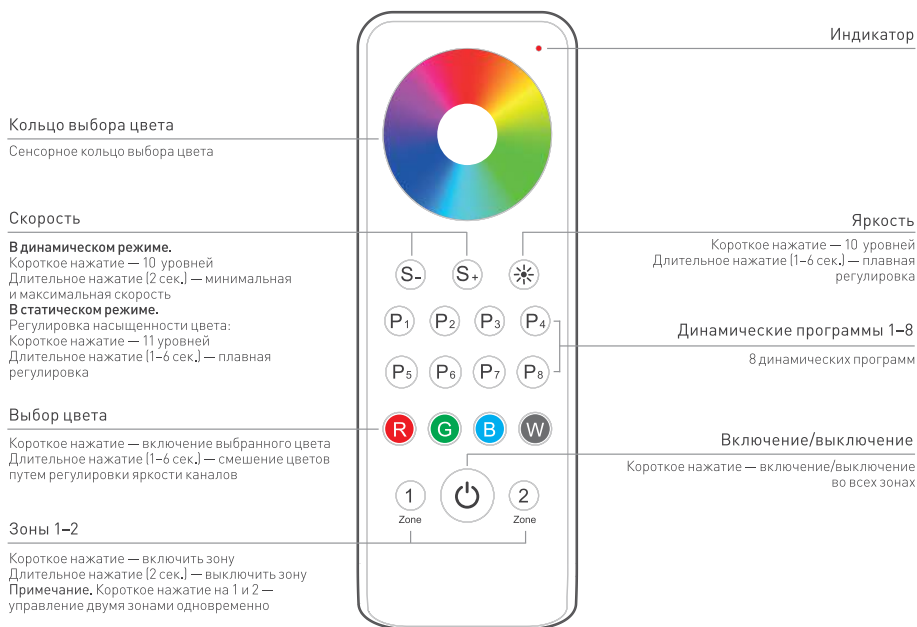 Индикатор
Кольцо выбора цвета
Сенсорное кольцо выбора цвета
Скорость
В динамическом режиме.
Короткое нажатие — 10 уровней
Длительное нажатие (2 сек.) — минимальная
и максимальная скорость
В статическом режиме.
Регулировка насыщенности цвета:
Короткое нажатие — 11 уровней
Длительное нажатие (1–6 сек.) — плавная
регулировка
Яркость
Короткое нажатие — 10 уровней
Длительное нажатие (1–6 сек.) — плавная
регулировка
S- S+
P1 P2 P3 P4
P5 P6 P7 P8
Динамические программы 1–8
8 динамических программ
Выбор цвета
Короткое нажатие — включение выбранного цвета
Длительное нажатие (1–6 сек.) — смешение цветов
путем регулировки яркости каналов
R G B W
Включение/выключение
Короткое нажатие — включение/выключение
во всех зонах
1 2
Zone Zone
Зоны 1–2
Короткое нажатие — включить зону
Длительное нажатие (2 сек.) — выключить зону
Примечание. Короткое нажатие на 1 и 2 —
управление двумя зонами одновременно